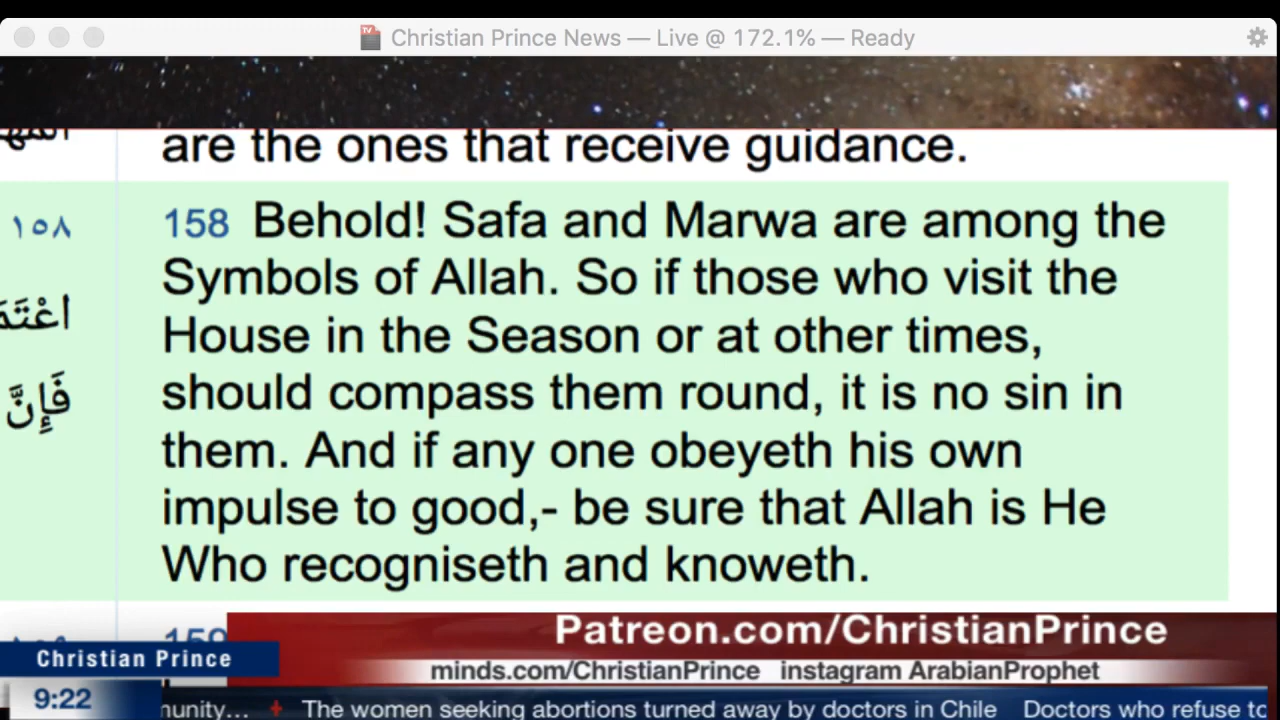 Christian Prince News — Live @ 172.1% — Ready
are the ones that receive guidance.
١٥٨
158 Behold! Safa and Marwa are among the
Symbols of Allah. So if those who visit the
اعْتَمَ
House in the Season or at other times,
should compass them round, it is no sin in
فَإِنَّ
them. And if any one obeyeth his own
impulse to good,- be sure that Allah is He
Who recogniseth and knoweth.
159
Patreon.com/ChristianPrince
Christian Prince
minds.com/ChristianPrince instagram ArabianProphet
9:22
The women seeking abortions turned away by doctors in Chile Doctors who refuse to